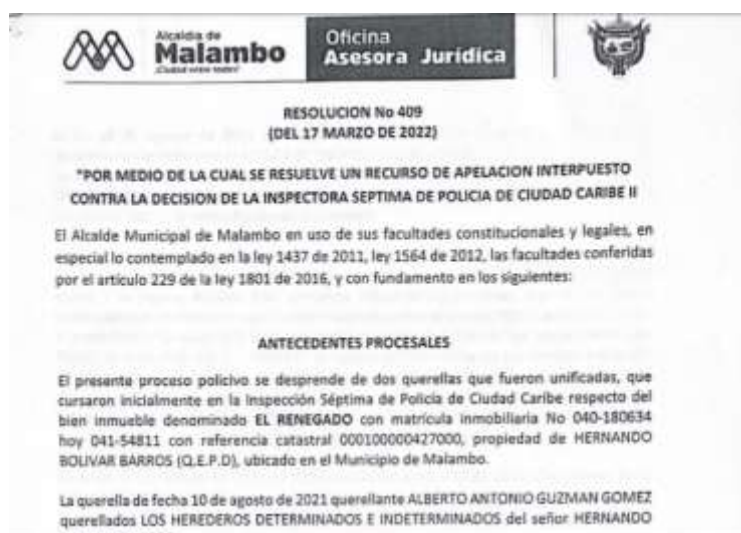 Alcaldía de
Malambo
Oficina
Asesora Jurídica
RESOLUCION No 409
(DEL 17 MARZO DE 2022)
"POR MEDIO DE LA CUAL SE RESUELVE UN RECURSO DE APELACION INTERPUESTO
CONTRA LA DECISION DE LA INSPECTORA SEPTIMA DE POLICIA DE CIUDAD CARIBE II
El Alcalde Municipal de Malambo en uso de sus facultades constitucionales y legales, en
especial lo contemplado en la ley 1437 de 2011, ley 1564 de 2012, las facultades conferidas
por el artículo 229 de la ley 1801 de 2016, y con fundamento en los siguientes:
ANTECEDENTES PROCESALES
El presente proceso policivo se desprende de dos querellas que fueron unificadas, que
cursaron inicialmente en la Inspección Séptima de Policía de Ciudad Caribe respecto del
bien inmueble denominado EL RENEGADO con matrícula inmobiliaria No 040-180634
hoy 041-54811 con referencia catastral 000100000427000, propiedad de HERNANDO
BOLIVAR BARROS (Q.E.P.D), ubicado en el Municipio de Malambo.
La querella de fecha 10 de agosto de 2021 querellante ALBERTO ANTONIO GUZMAN GOMEZ
querellados LOS HEREDEROS DETERMINADOS E INDETERMINADOS del señor HERNANDO